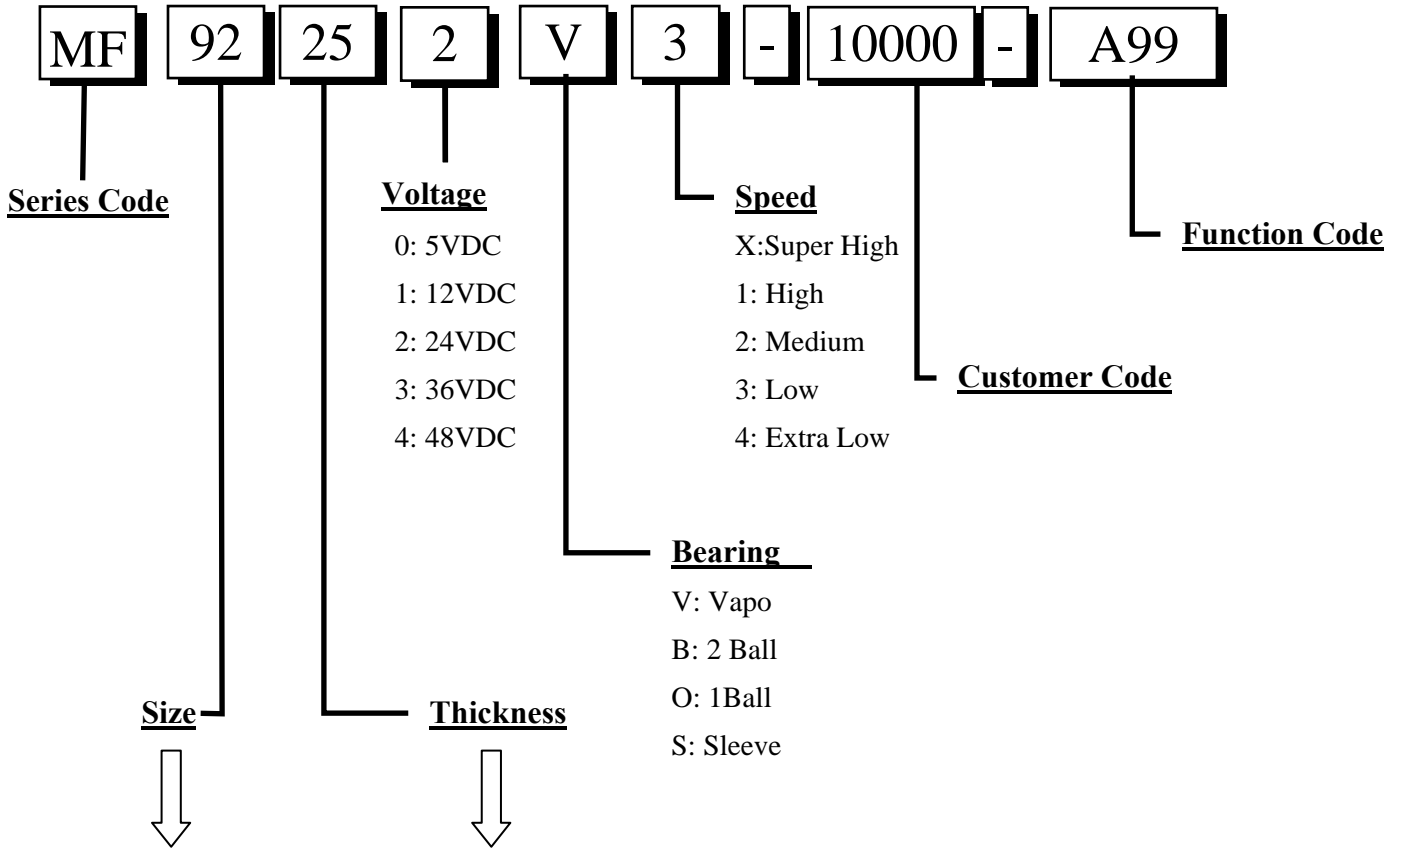 MF 92 25 2 V 3 - 10000 - A99
Series Code
Voltage
0: 5VDC
1: 12VDC
2: 24VDC
3: 36VDC
4: 48VDC
Speed
X:Super High
1: High
2: Medium
3: Low
4: Extra Low
Function Code
Customer Code
Bearing
V: Vapo
B: 2 Ball
O: 1Ball
S: Sleeve
Size
Thickness